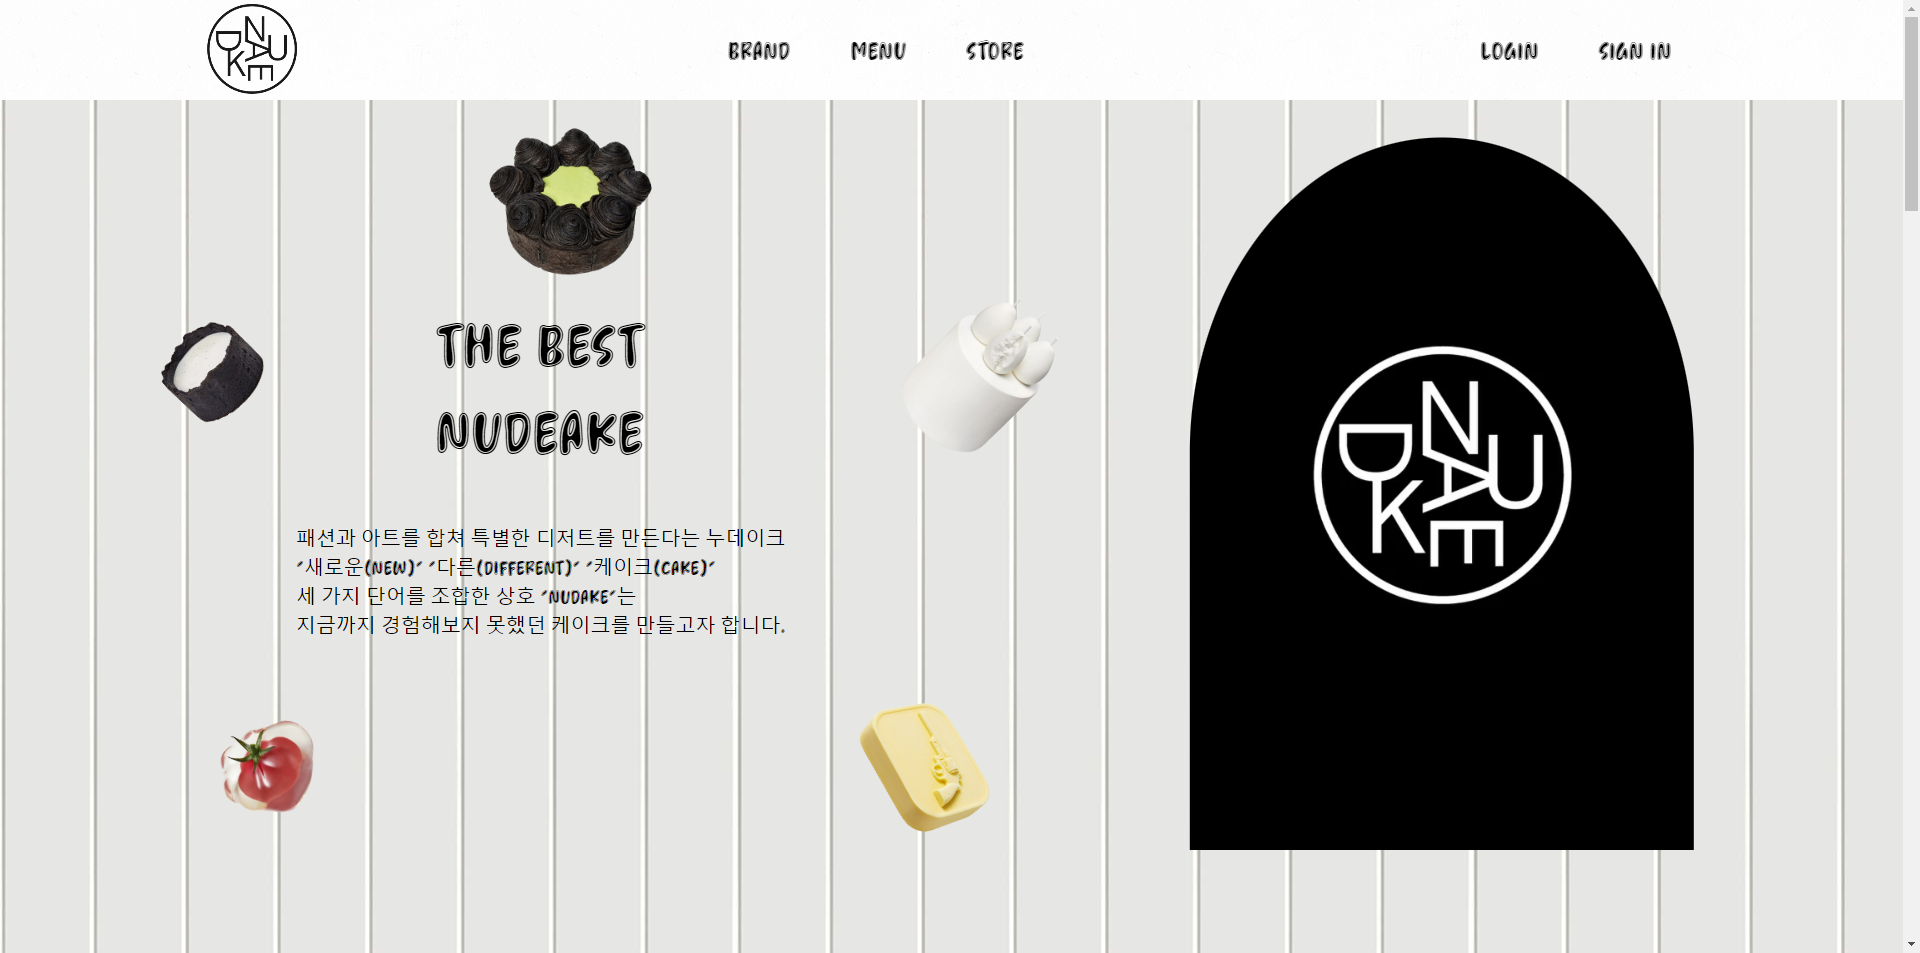 NUDAKE
BRAND MENU STORE
LOGIN SIGN IN
THE BEST
NUDEAKE
패션과 아트를 합쳐 특별한 디저트를 만든다는 누데이크
'새로운(NEW)' '다른(DIFFERENT)' '케이크(CAKE)'
세 가지 단어를 조합한 상호 'NUDAKE'는
지금까지 경험해보지 못했던 케이크를 만들고자 합니다.
NUDAKE